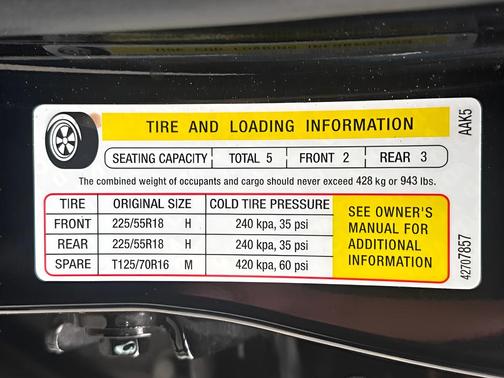 TIRE AND LOADING INFORMATION
SEATING CAPACITY TOTAL 5 FRONT 2 REAR 3
The combined weight of occupants and cargo should never exceed 428 kg or 943 lbs.
TIRE ORIGINAL SIZE COLD TIRE PRESSURE
FRONT 225/55R18 H 240 kpa, 35 psi
REAR 225/55R18 H 240 kpa, 35 psi
SPARE T125/70R16 M 420 kpa, 60 psi
SEE OWNER'S
MANUAL FOR
ADDITIONAL
INFORMATION
AAK5
42707857